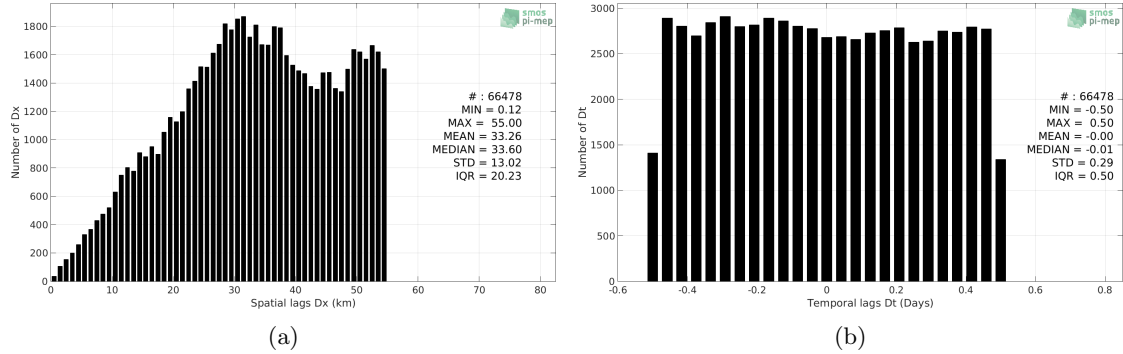 smos
pi-mep
1800
1600
1400
1200
1000
800
600
400
200
0
Number of Dx
# : 66478
MIN = 0.12
MAX = 55.00
MEAN = 33.26
MEDIAN = 33.60
STD = 13.02
IQR = 20.23
0 10 20 30 40 50 60 70 80
Spatial lags Dx (km)
(a)
smos
pi-mep
3000
2500
2000
1500
1000
500
0
Number of Dt
# : 66478
MIN = -0.50
MAX = 0.50
MEAN = -0.00
MEDIAN = -0.01
STD = 0.29
IQR = 0.50
-0.6 -0.4 -0.2 0 0.2 0.4 0.6 0.8
Temporal lags Dt (Days)
(b)